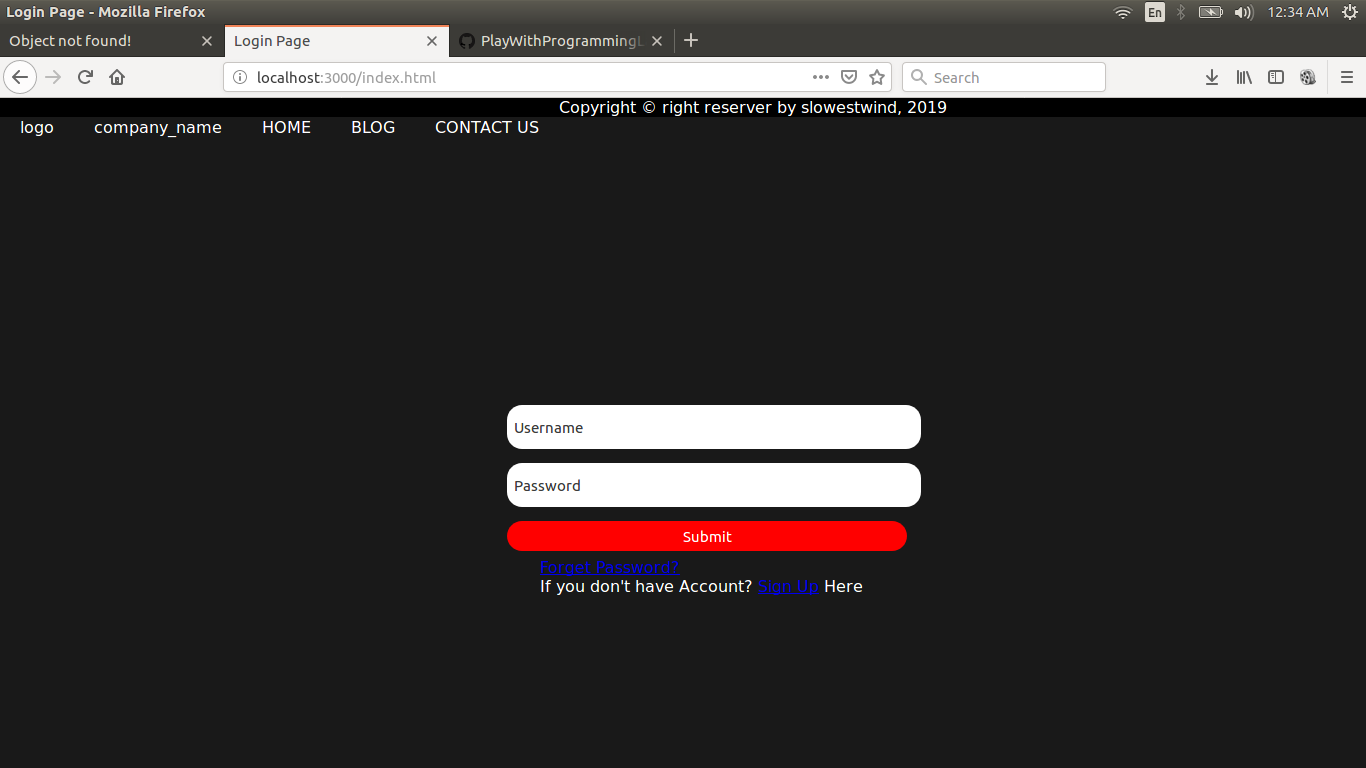 Login Page - Mozilla Firefox
En
12:34 AM
Object not found!
Login Page
PlayWithProgrammingL
localhost:3000/index.html
Search
Copyright © right reserver by slowestwind, 2019
logo company_name HOME BLOG CONTACT US
Username
Password
Submit
Forget Password?
If you don't have Account? Sign Up Here